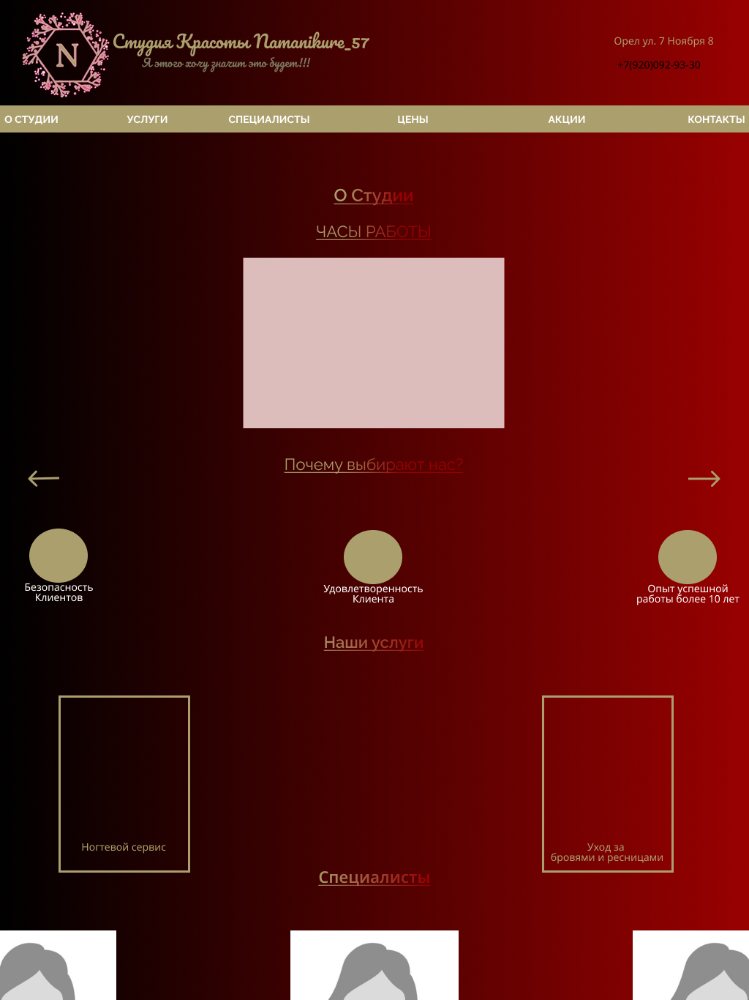 N
Студия Красоты Namanikure_57
Я этого хочу значит это будет!!!
Орел ул. 7 Ноября 8
+7(920)092-93-30
О СТУДИИ УСЛУГИ СПЕЦИАЛИСТЫ ЦЕНЫ АКЦИИ КОНТАКТЫ
О Студии
ЧАСЫ РАБОТЫ
Почему выбирают нас?
Безопасность
Клиентов
Удовлетворенность
Клиента
Опыт успешной
работы более 10 лет
Наши услуги
Ногтевой сервис
Уход за
бровями и ресницами
Специалисты